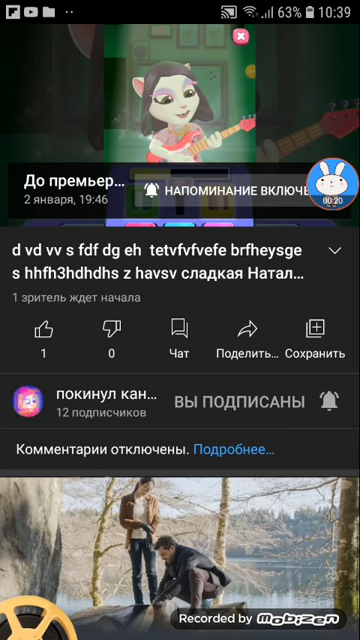 63% 10:39
До премьер...
2 января, 19:46
НАПОМИНАНИЕ ВКЛЮЧЕ
00:20
d vd vv s fdf dg eh tetvfvfvefe brfheysge
s hhfh3hdhdhs z havsv сладкая Натал...
1 зритель ждет начала
1
0
Чат
Поделить...
Сохранить
покинул кан...
12 подписчиков
ВЫ ПОДПИСАНЫ
Комментарии отключены. Подробнее...
Recorded by Mobizen